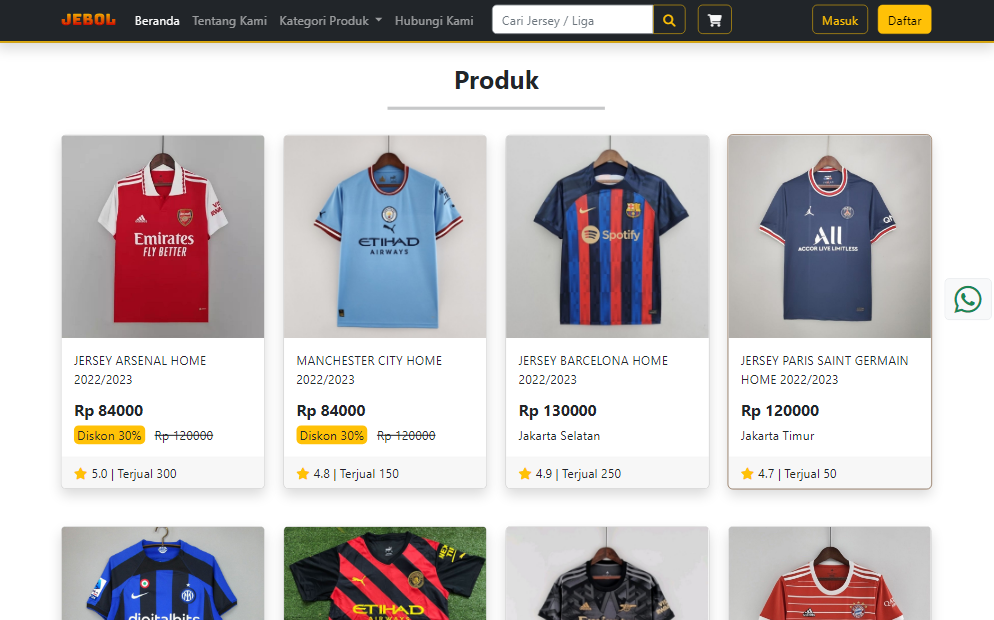 JEBOL Beranda Tentang Kami Kategori Produk Hubungi Kami Cari Jersey / Liga Masuk Daftar
Produk
Emirates
FLY BETTER
ETIHAD
AIRWAYS
Spotify
ALL
ACCOR LIVE LIMITLESS
JERSEY ARSENAL HOME
2022/2023
Rp 84000
Diskon 30% Rp 120000
5.0 | Terjual 300
MANCHESTER CITY HOME
2022/2023
Rp 84000
Diskon 30% Rp 120000
4.8 | Terjual 150
JERSEY BARCELONA HOME
2022/2023
Rp 130000
Jakarta Selatan
4.9 | Terjual 250
JERSEY PARIS SAINT GERMAIN
HOME 2022/2023
Rp 120000
Jakarta Timur
4.7 | Terjual 50
digitalbits
ETIHAD